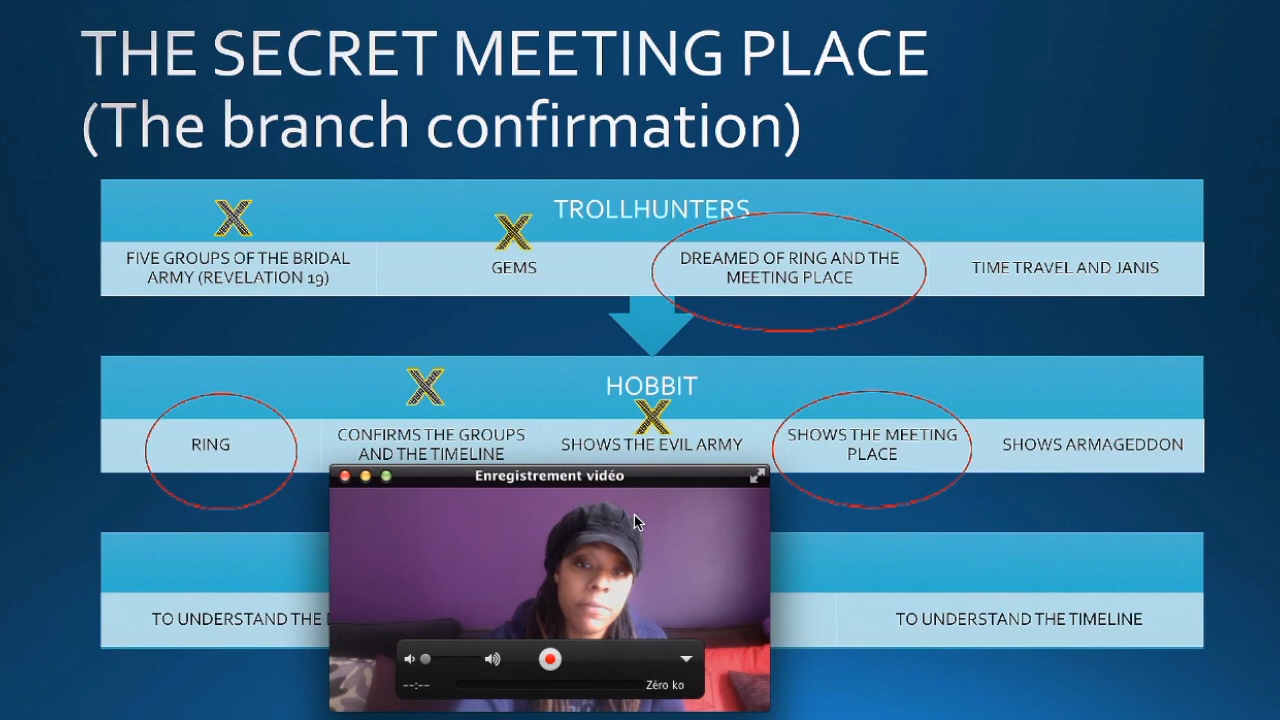 THE SECRET MEETING PLACE
(The branch confirmation)
TROLLHUNTERS
FIVE GROUPS OF THE BRIDAL
ARMY (REVELATION 19)
GEMS
DREAMED OF RING AND THE
MEETING PLACE
TIME TRAVEL AND JANIS
HOBBIT
RING
CONFIRMS THE GROUPS
AND THE TIMELINE
SHOWS THE EVIL ARMY
SHOWS THE MEETING
PLACE
SHOWS ARMAGEDDON
Enregistrement vidéo
TO UNDERSTAND THE
TO UNDERSTAND THE TIMELINE
--:--
Zéro ko